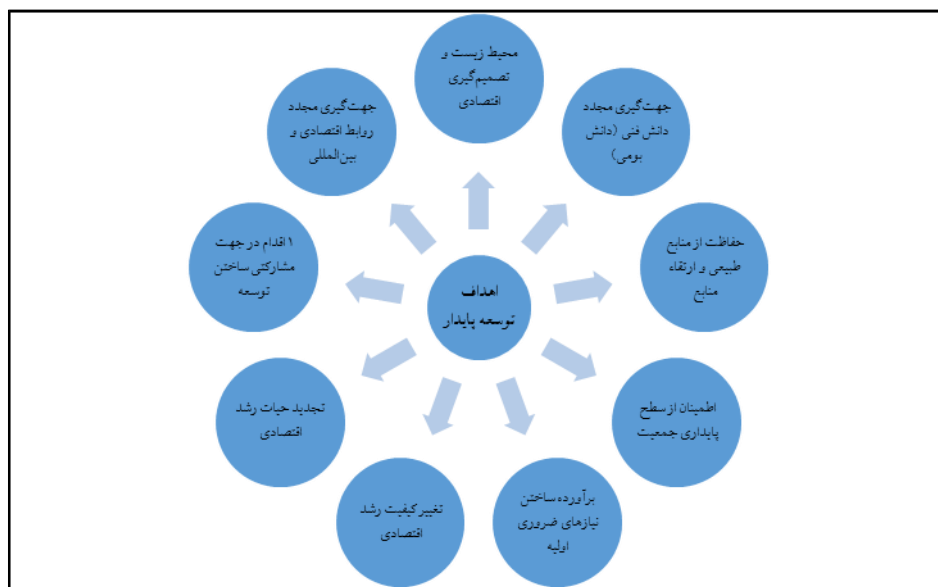 محیط زیست و
تصمیم‌گیری
اقتصادی
جهت‌گیری مجدد
دانش فنی (دانش
بومی)
حفاظت از منابع
طبیعی و ارتقاء
منابع
اطمینان از سطح
پایداری جمعیت
برآورده ساختن
نیازهای ضروری
اولیه
تغییر کیفیت رشد
اقتصادی
تجدید حیات رشد
اقتصادی
۱ اقدام در جهت
مشارکتی ساختن
توسعه
جهت‌گیری مجدد
روابط اقتصادی و
بین‌المللی
اهداف
توسعه پایدار